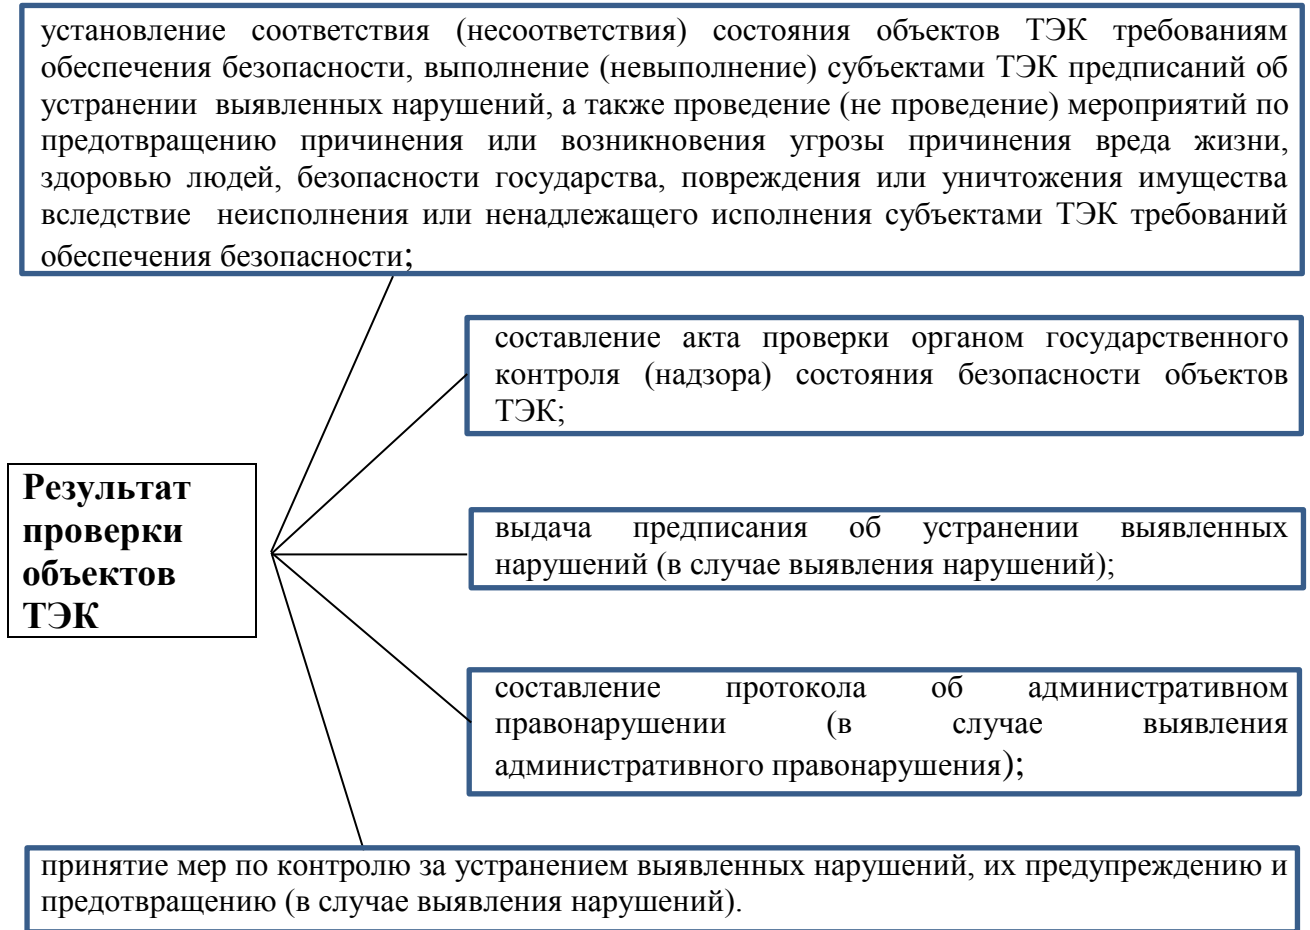 установление соответствия (несоответствия) состояния объектов ТЭК требованиям
обеспечения безопасности, выполнение (невыполнение) субъектами ТЭК предписаний об
устранении выявленных нарушений, а также проведение (не проведение) мероприятий по
предотвращению причинения или возникновения угрозы причинения вреда жизни,
здоровью людей, безопасности государства, повреждения или уничтожения имущества
вследствие неисполнения или ненадлежащего исполнения субъектами ТЭК требований
обеспечения безопасности;
составление акта проверки органом государственного
контроля (надзора) состояния безопасности объектов
ТЭК;
Результат
проверки
объектов
ТЭК
выдача предписания об устранении выявленных
нарушений (в случае выявления нарушений);
составление протокола об административном
правонарушении (в случае выявления
административного правонарушения);
принятие мер по контролю за устранением выявленных нарушений, их предупреждению и
предотвращению (в случае выявления нарушений).